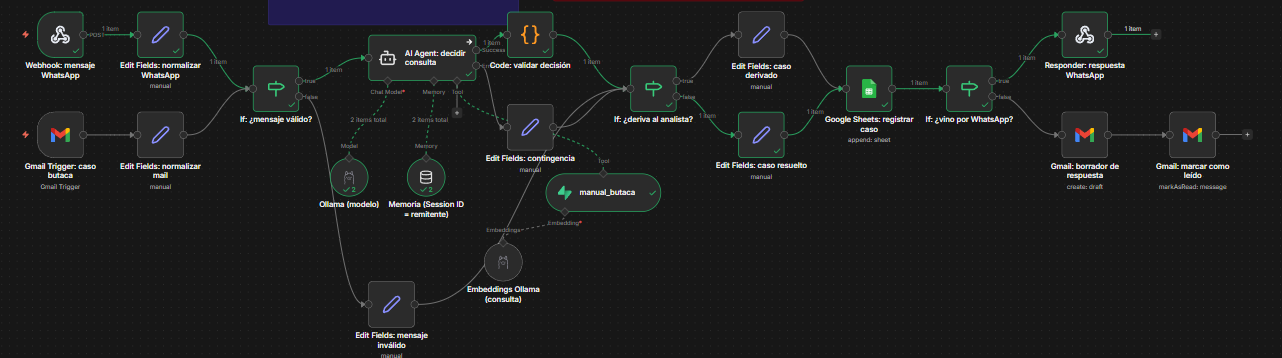 Webhook: mensaje
WhatsApp
POST
1 item
Edit Fields: normalizar
WhatsApp
manual
1 item
Gmail Trigger: caso
butaca
Gmail Trigger
Edit Fields: normalizar
mail
manual
If: ¿mensaje válido?
true
false
1 item
AI Agent: decidir
consulta
Chat Model*
Memory
Tool
1 item
Success
2 items total
2 items total
Model
Memory
Ollama (modelo)
2
Memoria (Session ID
= remitente)
2
{}
Code: validar decisión
1 item
Edit Fields: contingencia
manual
Tool
manual_butaca
Embedding*
Embeddings
Embeddings Ollama
(consulta)
Edit Fields: mensaje
inválido
manual
If: ¿deriva al analista?
true
false
1 item
Edit Fields: caso
derivado
manual
Edit Fields: caso resuelto
manual
1 item
Google Sheets: registrar
caso
append: sheet
1 item
If: ¿vino por WhatsApp?
true
false
1 item
Responder: respuesta
WhatsApp
1 item
Gmail: borrador de
respuesta
create: draft
Gmail: marcar como
leído
markAsRead: message